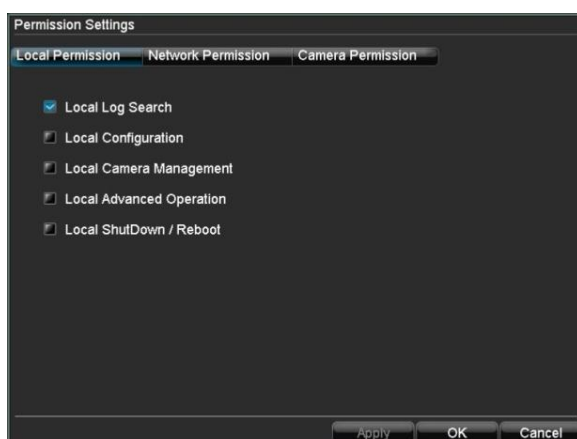 Permission Settings
Local Permission Network Permission Camera Permission
Local Log Search
Local Configuration
Local Camera Management
Local Advanced Operation
Local ShutDown / Reboot
Apply OK Cancel